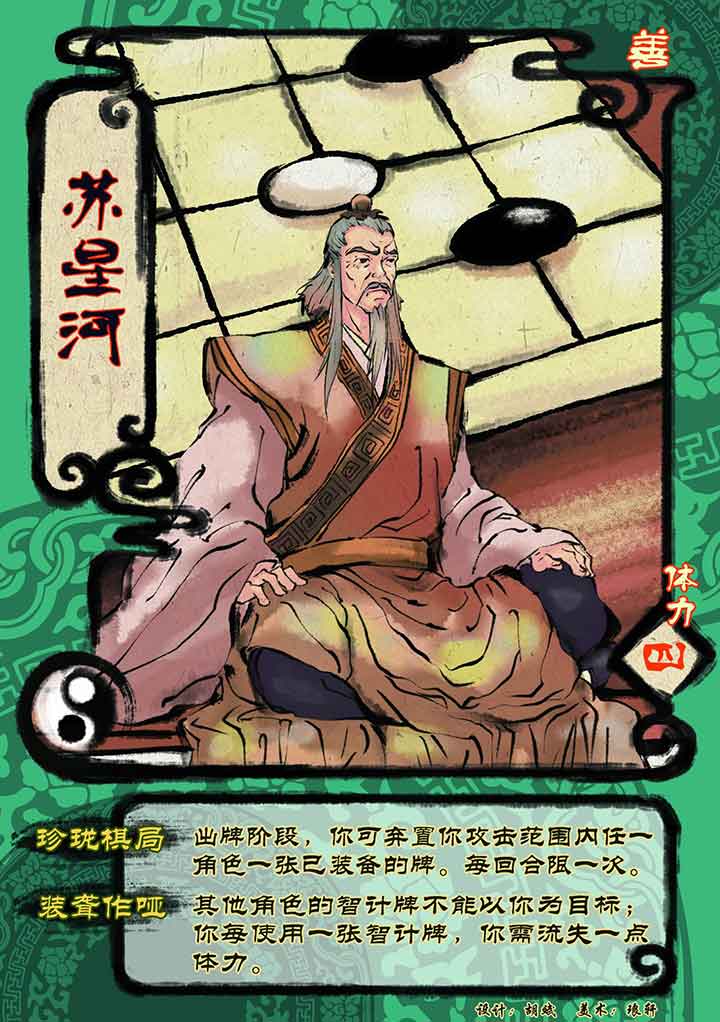 善
苏星河
体力
四
珍珑棋局
出牌阶段，你可弃置你攻击范围内任一
角色一张已装备的牌。每回合限一次。
装聋作哑
其他角色的智计牌不能以你为目标；
你每使用一张智计牌，你需流失一点
体力。
设计：胡斌 美术：琅轩